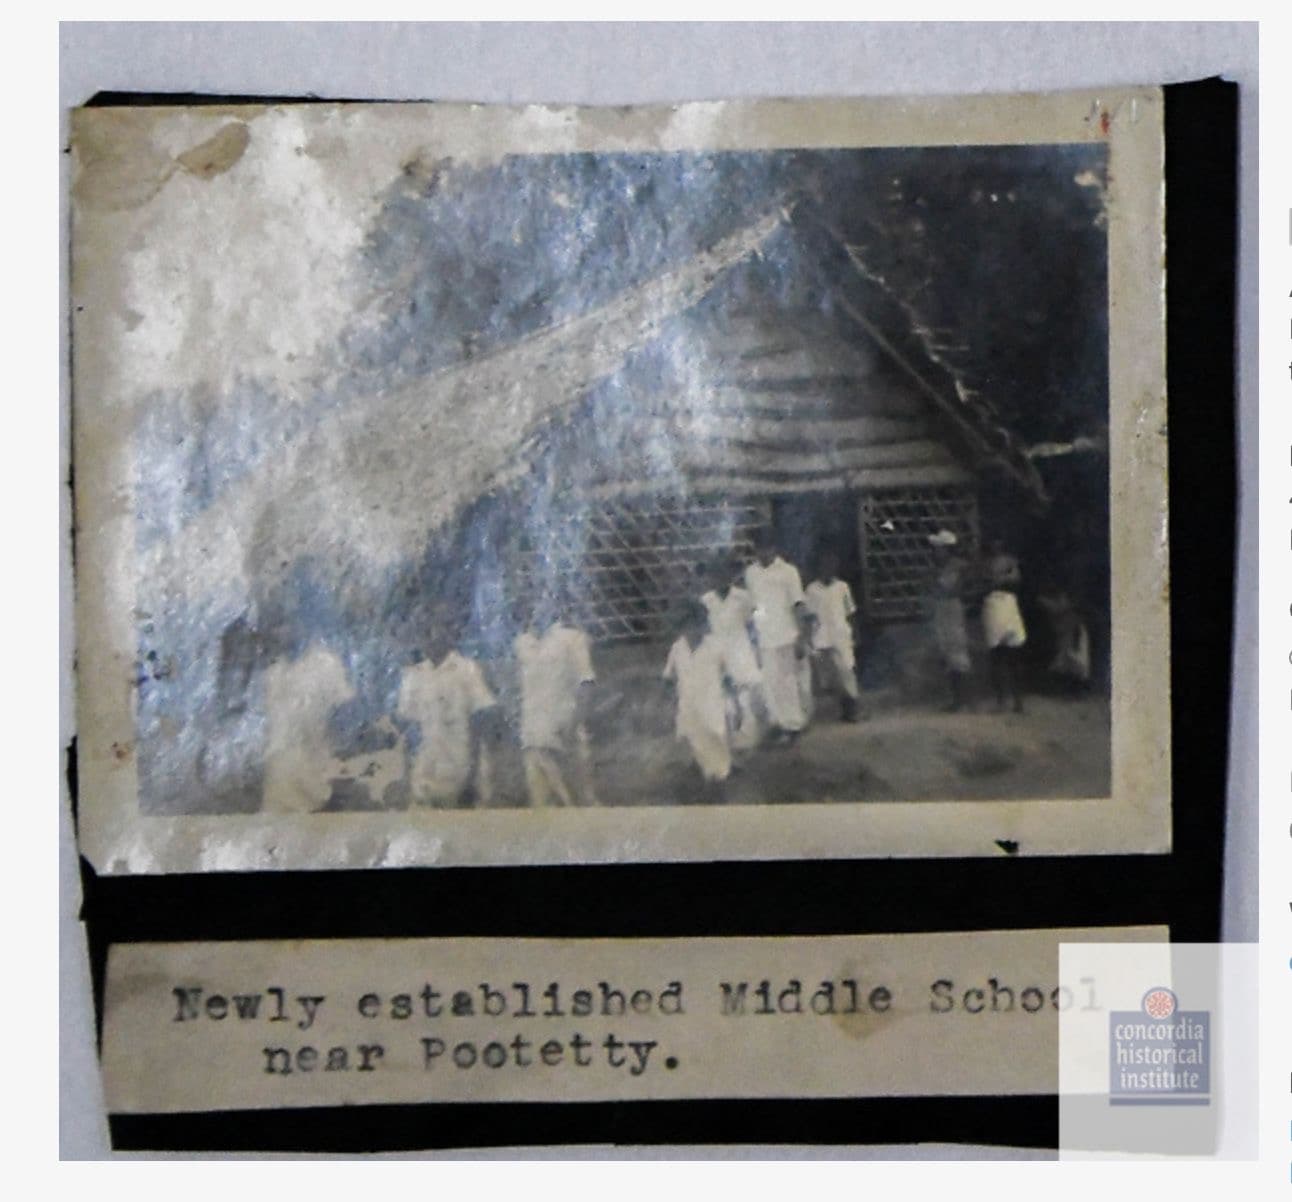 Newly established Middle School
near Pootetty.
concordia
historical
institute